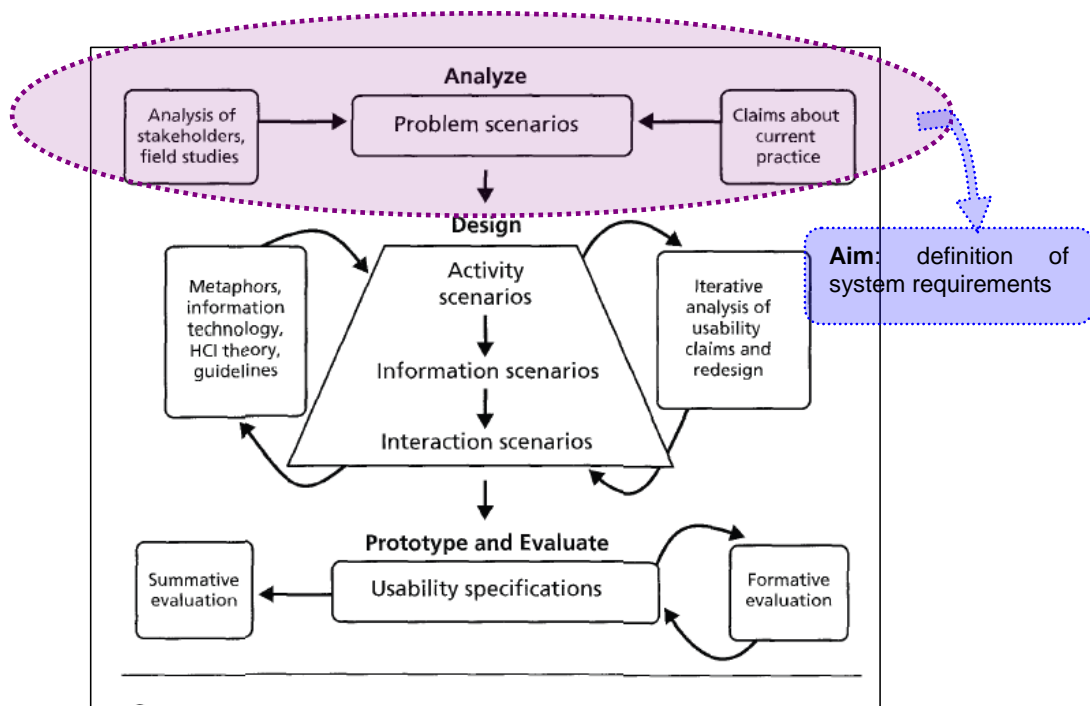 Analyze
Analysis of
stakeholders,
field studies
Problem scenarios
Claims about
current
practice
Design
Aim: definition of
system requirements
Metaphors,
information
technology,
HCI theory,
guidelines
Activity
scenarios
Information scenarios
Interaction scenarios
Iterative
analysis of
usability
claims and
redesign
Prototype and Evaluate
Summative
evaluation
Usability specifications
Formative
evaluation